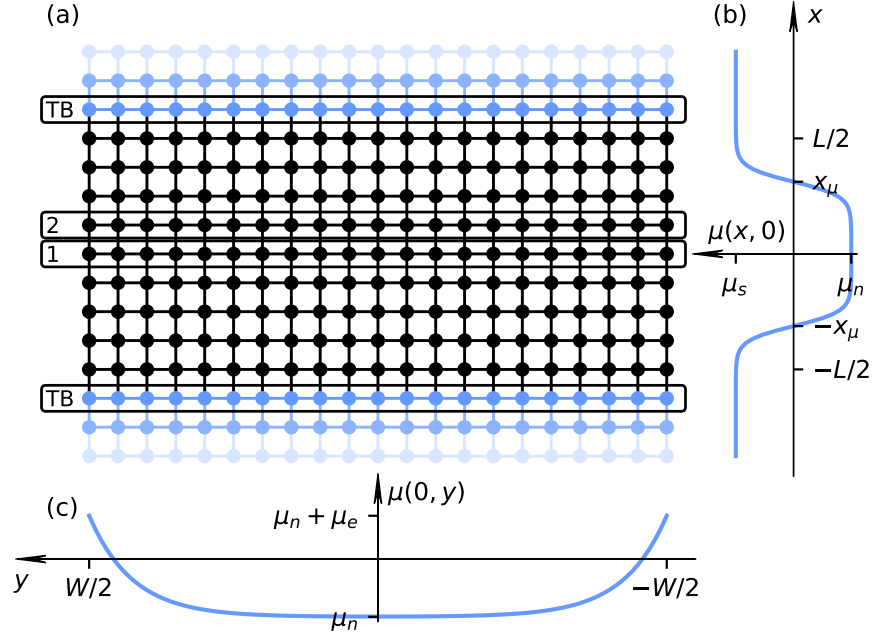 (a)
TB
2
1
TB
(b)
x
L/2
x_μ
μ(x, 0)
μ_s
μ_n
−x_μ
−L/2
(c)
μ(0, y)
μ_n + μ_e
y
W/2
−W/2
μ_n